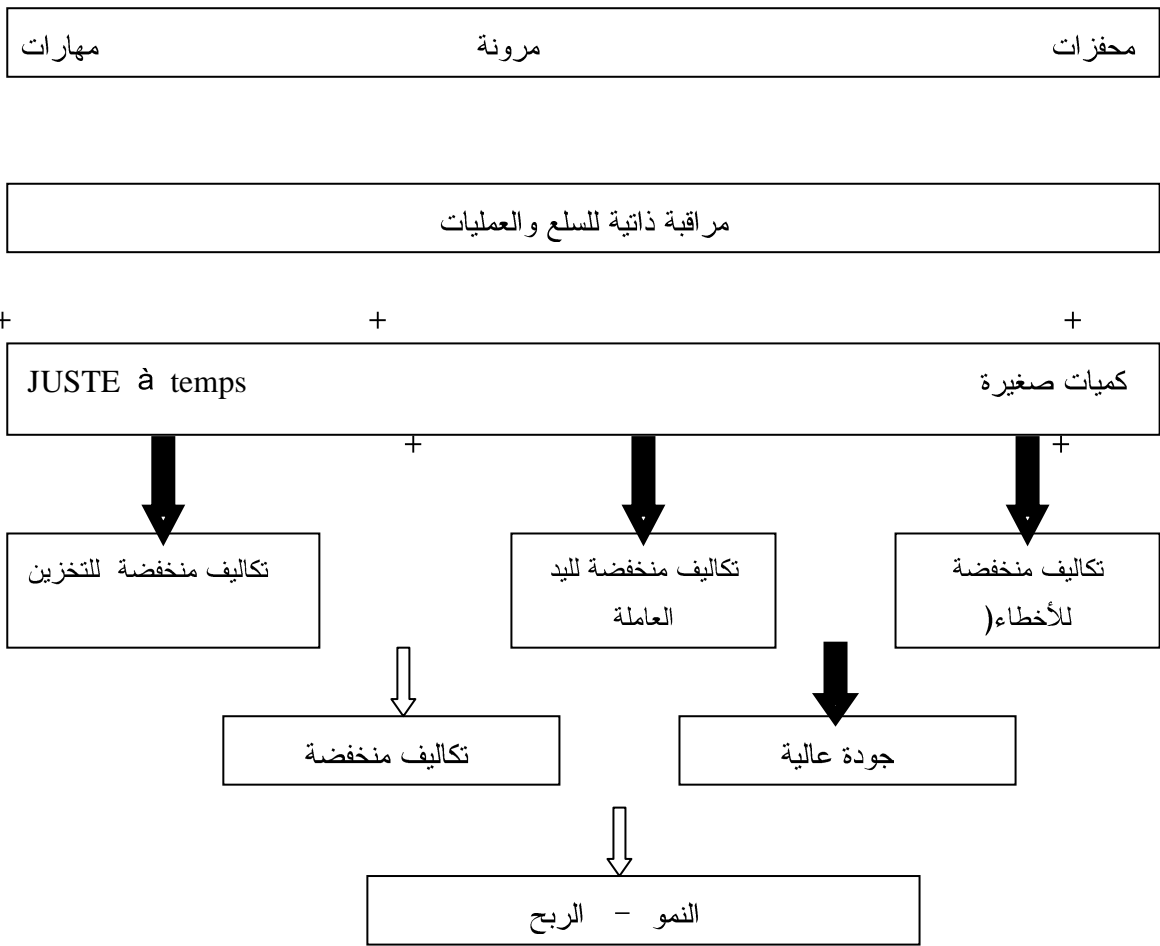 محفزات مرونة مهارات
مراقبة ذاتية للسلع والعمليات
+ + +
كميات صغيرة JUSTE à temps
+ +
تكاليف منخفضة
للأخطاء(
تكاليف منخفضة لليد
العاملة
تكاليف منخفضة للتخزين
جودة عالية
تكاليف منخفضة
النمو – الربح